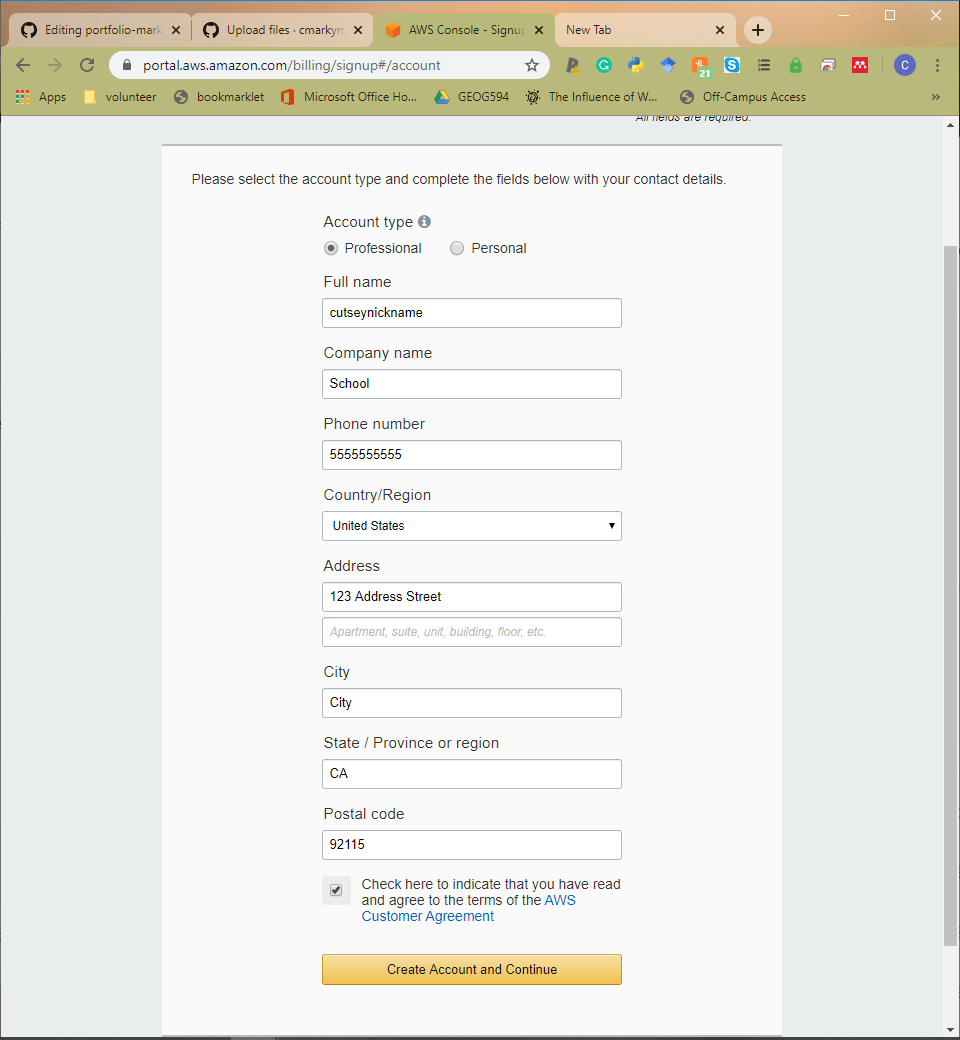 Editing portfolio-mark
Upload files · cmarkym
AWS Console - Signup
New Tab
portal.aws.amazon.com/billing/signup#/account
21
C
Apps
volunteer
bookmarklet
Microsoft Office Ho...
GEOG594
The Influence of W...
Off-Campus Access
»
All fields are required.
Please select the account type and complete the fields below with your contact details.
Account type
Professional
Personal
Full name
cutseynickname
Company name
School
Phone number
5555555555
Country/Region
United States
Address
123 Address Street
Apartment, suite, unit, building, floor, etc.
City
City
State / Province or region
CA
Postal code
92115
Check here to indicate that you have read
and agree to the terms of the AWS
Customer Agreement
Create Account and Continue